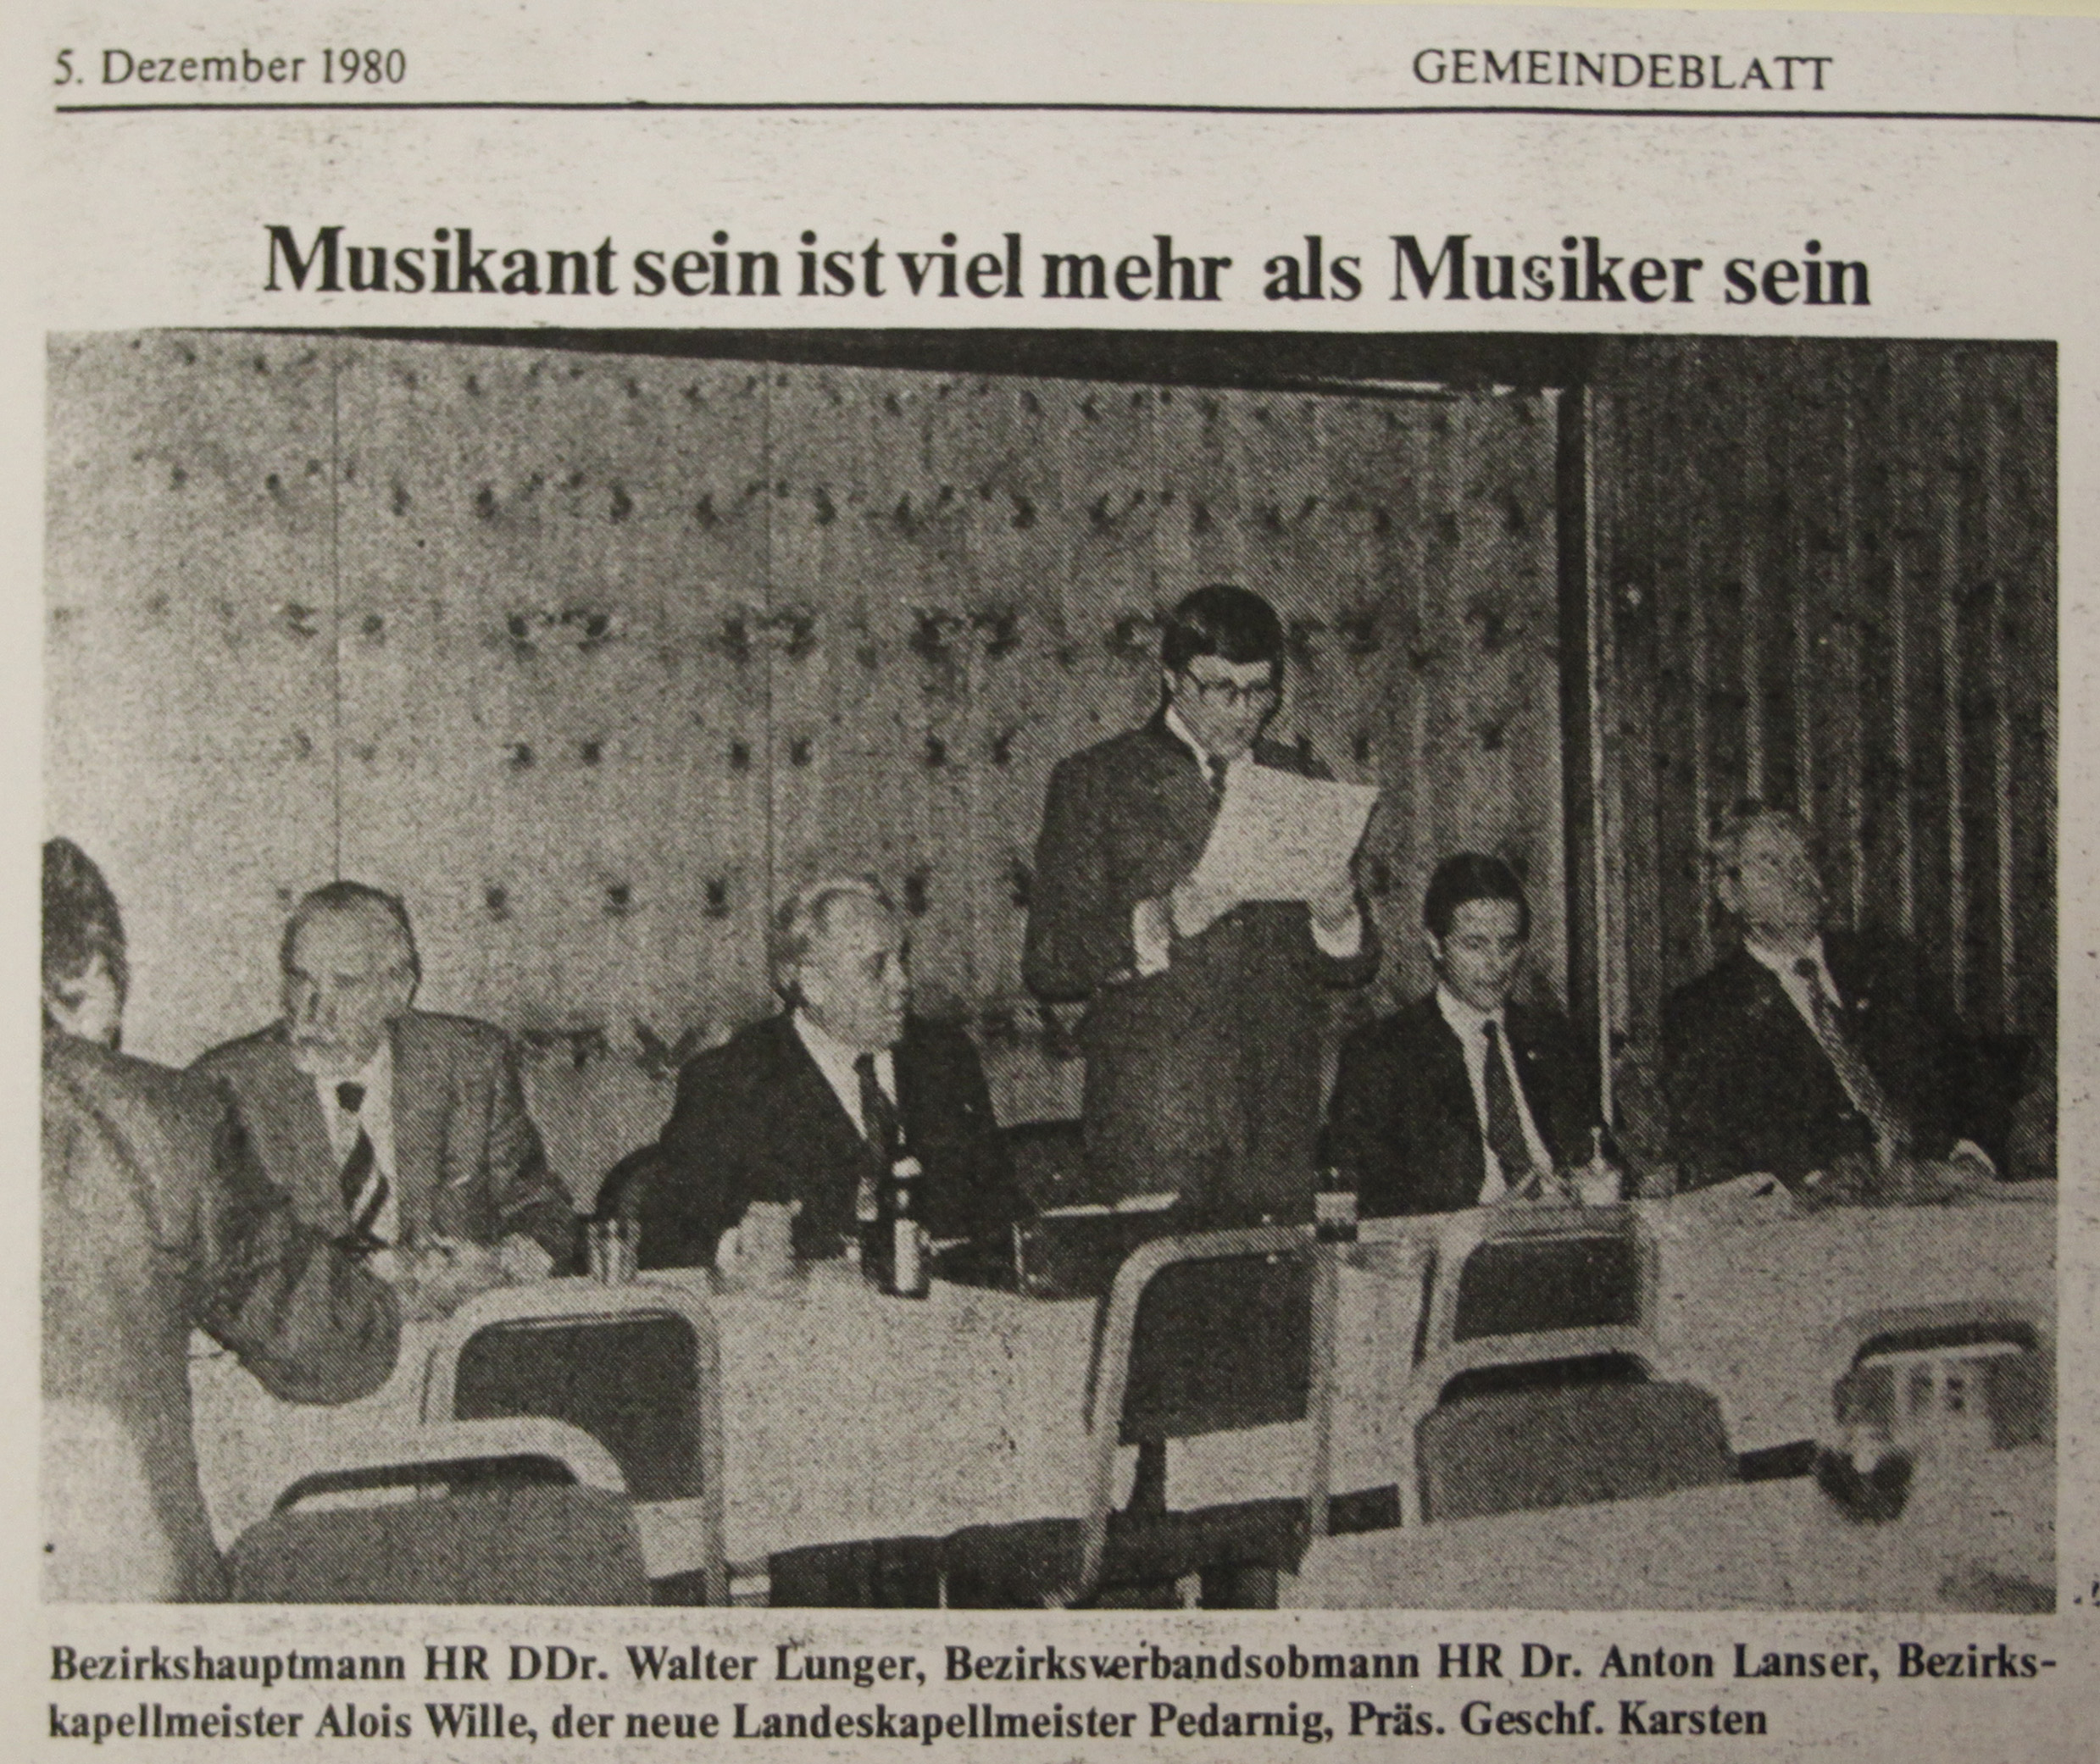 5. Dezember 1980 GEMEINDEBLATT
Musikant sein ist viel mehr als Musiker sein
Bezirkshauptmann HR DDr. Walter Lunger, Bezirksverbandsobmann HR Dr. Anton Lanser, Bezirks-
kapellmeister Alois Wille, der neue Landeskapellmeister Pedarnig, Präs. Geschf. Karsten